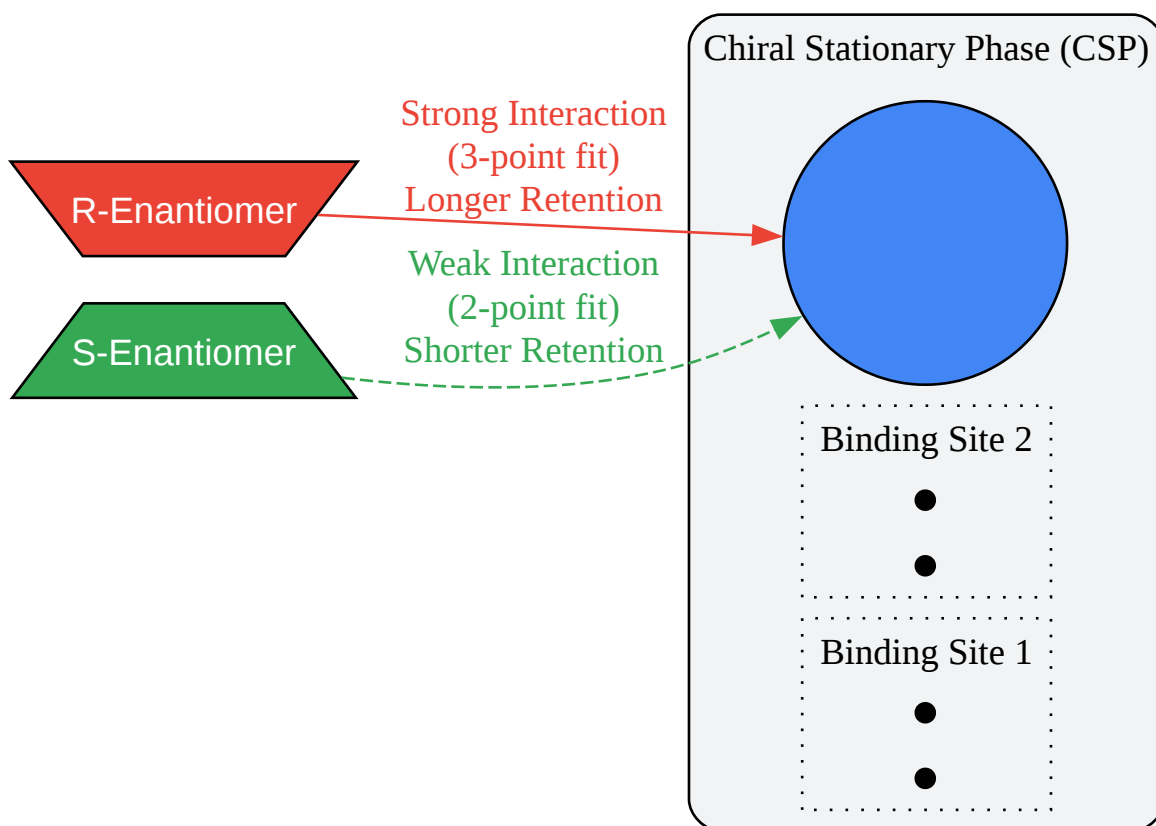 Chiral Stationary Phase (CSP)
Strong Interaction
(3-point fit)
Longer Retention
R-Enantiomer
Weak Interaction
(2-point fit)
Shorter Retention
S-Enantiomer
Binding Site 2
Binding Site 1